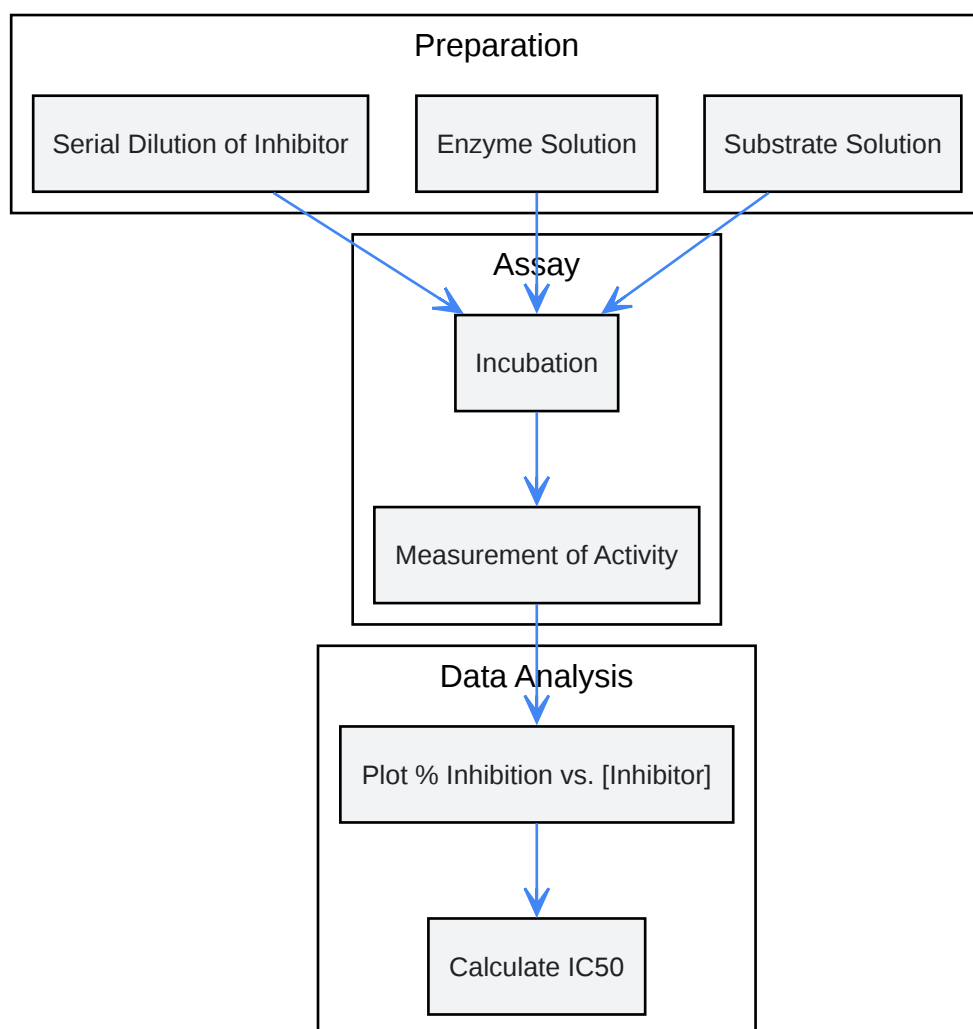 Preparation
Serial Dilution of Inhibitor
Enzyme Solution
Substrate Solution
Assay
Incubation
Measurement of Activity
Data Analysis
Plot % Inhibition vs. [Inhibitor]
Calculate IC50